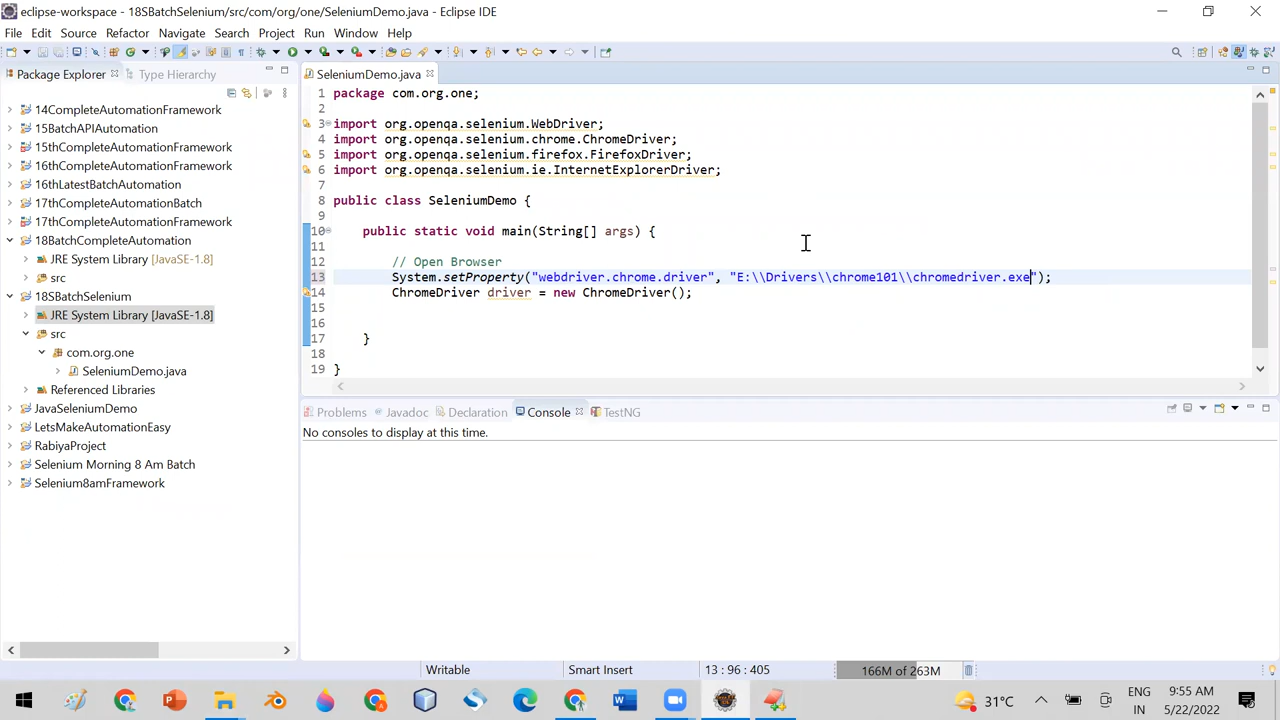 eclipse-workspace - 18SBatchSelenium/src/com/org/one/SeleniumDemo.java - Eclipse IDE
File Edit Source Refactor Navigate Search Project Run Window Help
Package Explorer
Type Hierarchy
14CompleteAutomationFramework
15BatchAPIAutomation
15thCompleteAutomationFramework
16thCompleteAutomationFramework
16thLatestBatchAutomation
17thCompleteAutomationBatch
17thCompleteAutomationFramework
18BatchCompleteAutomation
JRE System Library [JavaSE-1.8]
src
18SBatchSelenium
JRE System Library [JavaSE-1.8]
src
com.org.one
SeleniumDemo.java
Referenced Libraries
JavaSeleniumDemo
LetsMakeAutomationEasy
RabiyaProject
Selenium Morning 8 Am Batch
Selenium8amFramework
SeleniumDemo.java
1 package com.org.one;
2
3 import org.openqa.selenium.WebDriver;
4 import org.openqa.selenium.chrome.ChromeDriver;
5 import org.openqa.selenium.firefox.FirefoxDriver;
6 import org.openqa.selenium.ie.InternetExplorerDriver;
7
8 public class SeleniumDemo {
9
10 public static void main(String[] args) {
11
12 // Open Browser
13 System.setProperty("webdriver.chrome.driver", "E:\\Drivers\\chrome101\\chromedriver.exe");
14 ChromeDriver driver = new ChromeDriver();
15
16
17 }
18
19 }
Problems Javadoc Declaration Console TestNG
No consoles to display at this time.
Writable Smart Insert 13 : 96 : 405 166M of 263M
31°C
ENG
IN
9:55 AM
5/22/2022